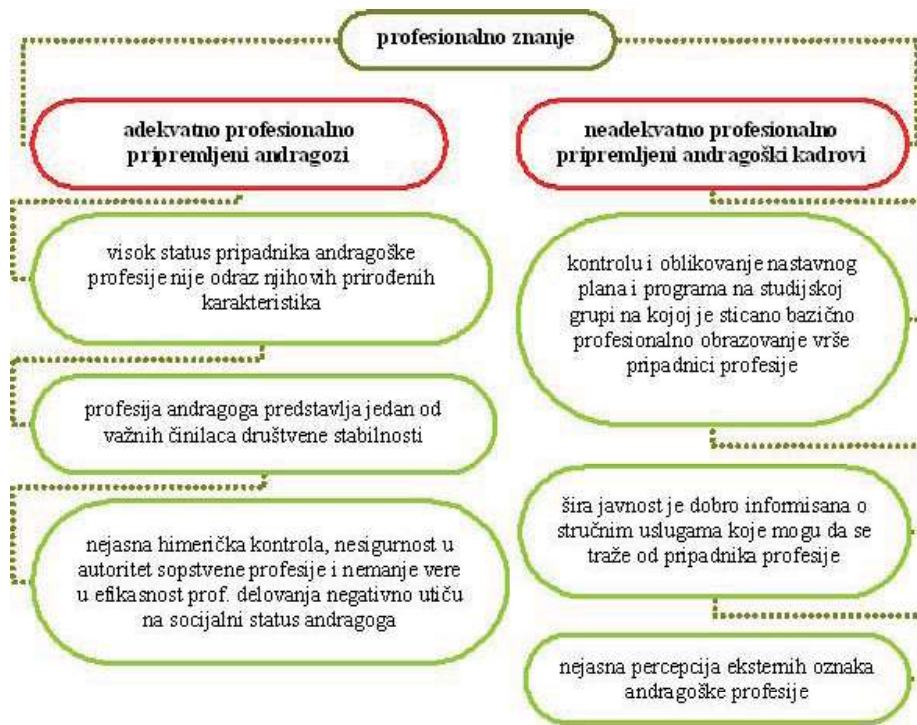 profesionalno znanje
adekvatno profesionalno
pripremljeni andragozi
visok status pripadnika andragoške
profesije nije odraz njihovih prirođenih
karakteristika
profesija andragoga predstavlja jedan od
važnih činilaca društvene stabilnosti
nejasna himerička kontrola, nesigurnost u
autoritet sopstvene profesije i nemanje vere
u efikasnost prof. delovanja negativno utiču
na socijalni status andragoga
neadekvatno profesionalno
pripremljeni andragoški kadrovi
kontrolu i oblikovanje nastavnog
plana i programa na studijskoj
grupi na kojoj je sticano bazično
profesionalno obrazovanje vrše
pripadnici profesije
šira javnost je dobro informisana o
stručnim uslugama koje mogu da se
traže od pripadnika profesije
nejasna percepcija eksternih oznaka
andragoške profesije